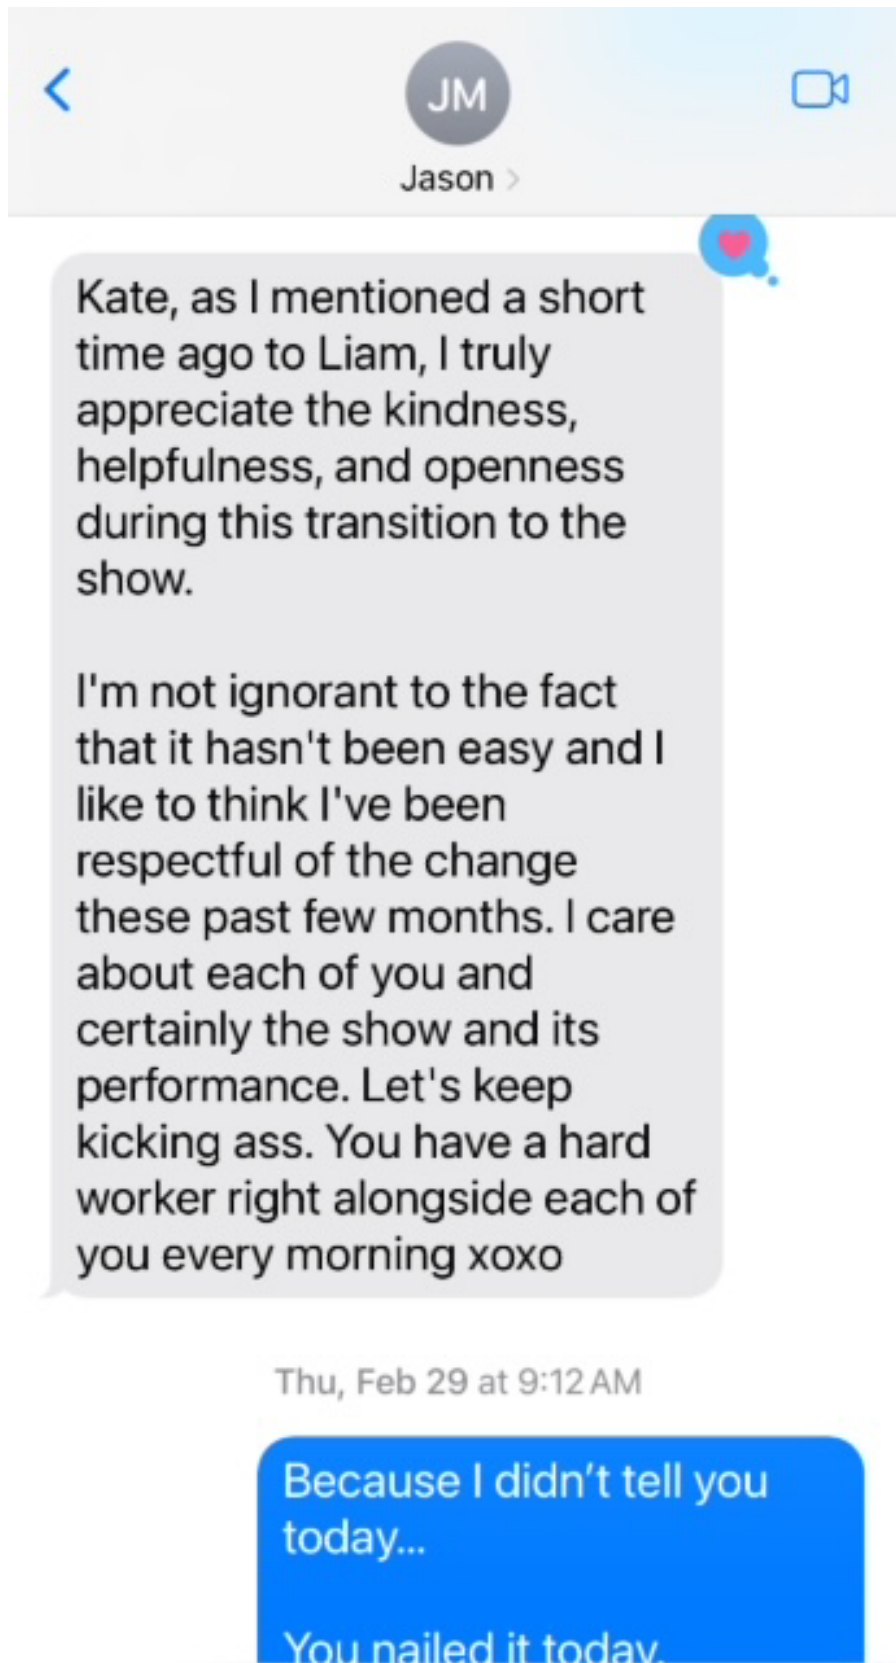 JM
Jason
Kate, as I mentioned a short
time ago to Liam, I truly
appreciate the kindness,
helpfulness, and openness
during this transition to the
show.
I'm not ignorant to the fact
that it hasn't been easy and I
like to think I've been
respectful of the change
these past few months. I care
about each of you and
certainly the show and its
performance. Let's keep
kicking ass. You have a hard
worker right alongside each of
you every morning xoxo
Thu, Feb 29 at 9:12 AM
Because I didn’t tell you
today...
You nailed it today.